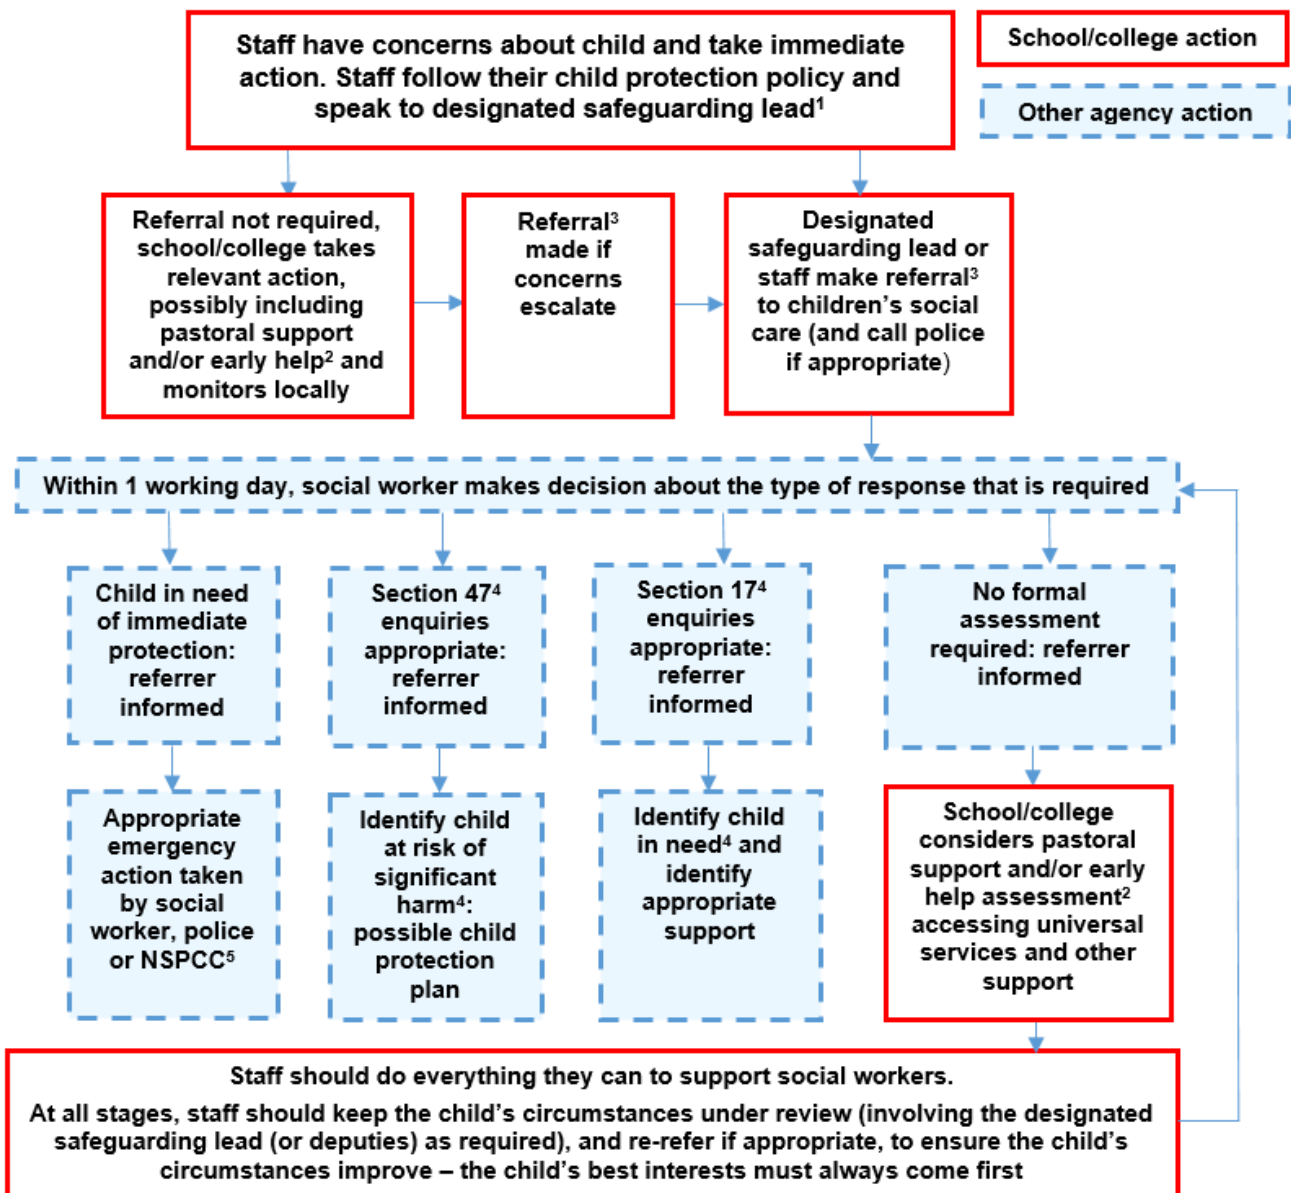 Staff have concerns about child and take immediate
action. Staff follow their child protection policy and
speak to designated safeguarding lead¹
School/college action
Other agency action
Referral not required,
school/college takes
relevant action,
possibly including
pastoral support
and/or early help² and
monitors locally
Referral³
made if
concerns
escalate
Designated
safeguarding lead or
staff make referral³
to children’s social
care (and call police
if appropriate)
Within 1 working day, social worker makes decision about the type of response that is required
Child in need
of immediate
protection:
referrer
informed
Section 47⁴
enquiries
appropriate:
referrer
informed
Section 17⁴
enquiries
appropriate:
referrer
informed
No formal
assessment
required: referrer
informed
Appropriate
emergency
action taken
by social
worker, police
or NSPCC⁵
Identify child
at risk of
significant
harm⁴:
possible child
protection
plan
Identify child
in need⁴ and
identify
appropriate
support
School/college
considers pastoral
support and/or early
help assessment²
accessing universal
services and other
support
Staff should do everything they can to support social workers.
At all stages, staff should keep the child’s circumstances under review (involving the designated
safeguarding lead (or deputies) as required), and re-refer if appropriate, to ensure the child’s
circumstances improve – the child’s best interests must always come first